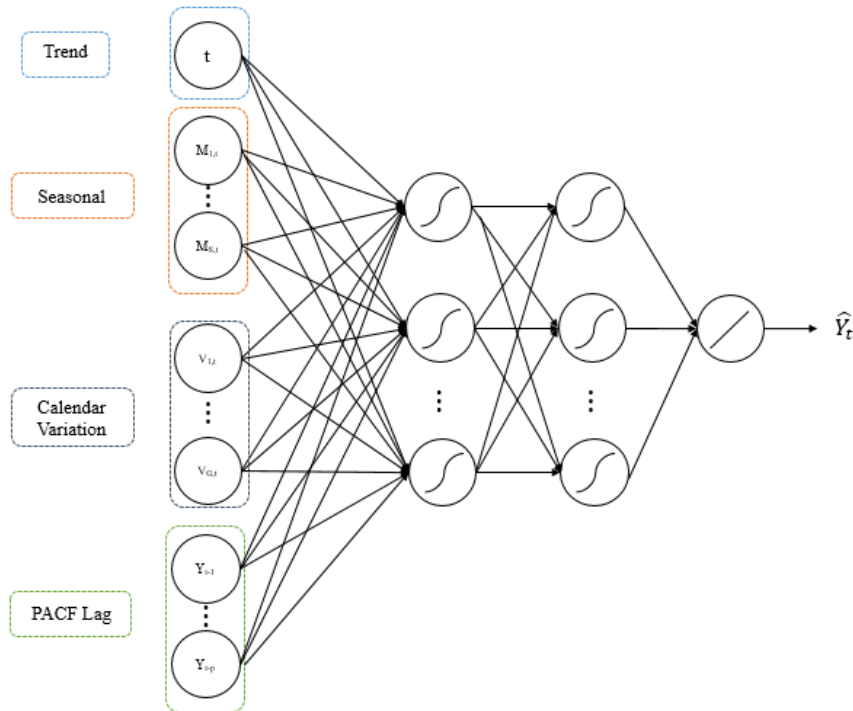 Trend
t
Seasonal
M1,t
MS,t
Calendar
Variation
V1,t
VG,t
PACF Lag
Yt-1
Yt-p
Ŷt